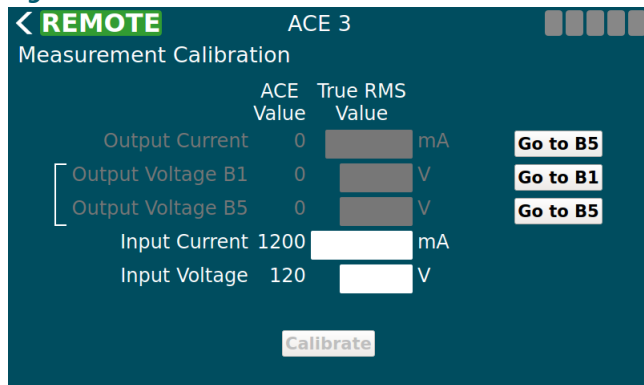 REMOTE ACE 3
Measurement Calibration
ACE Value True RMS Value
Output Current 0 mA Go to B5
Output Voltage B1 0 V Go to B1
Output Voltage B5 0 V Go to B5
Input Current 1200 mA
Input Voltage 120 V
Calibrate